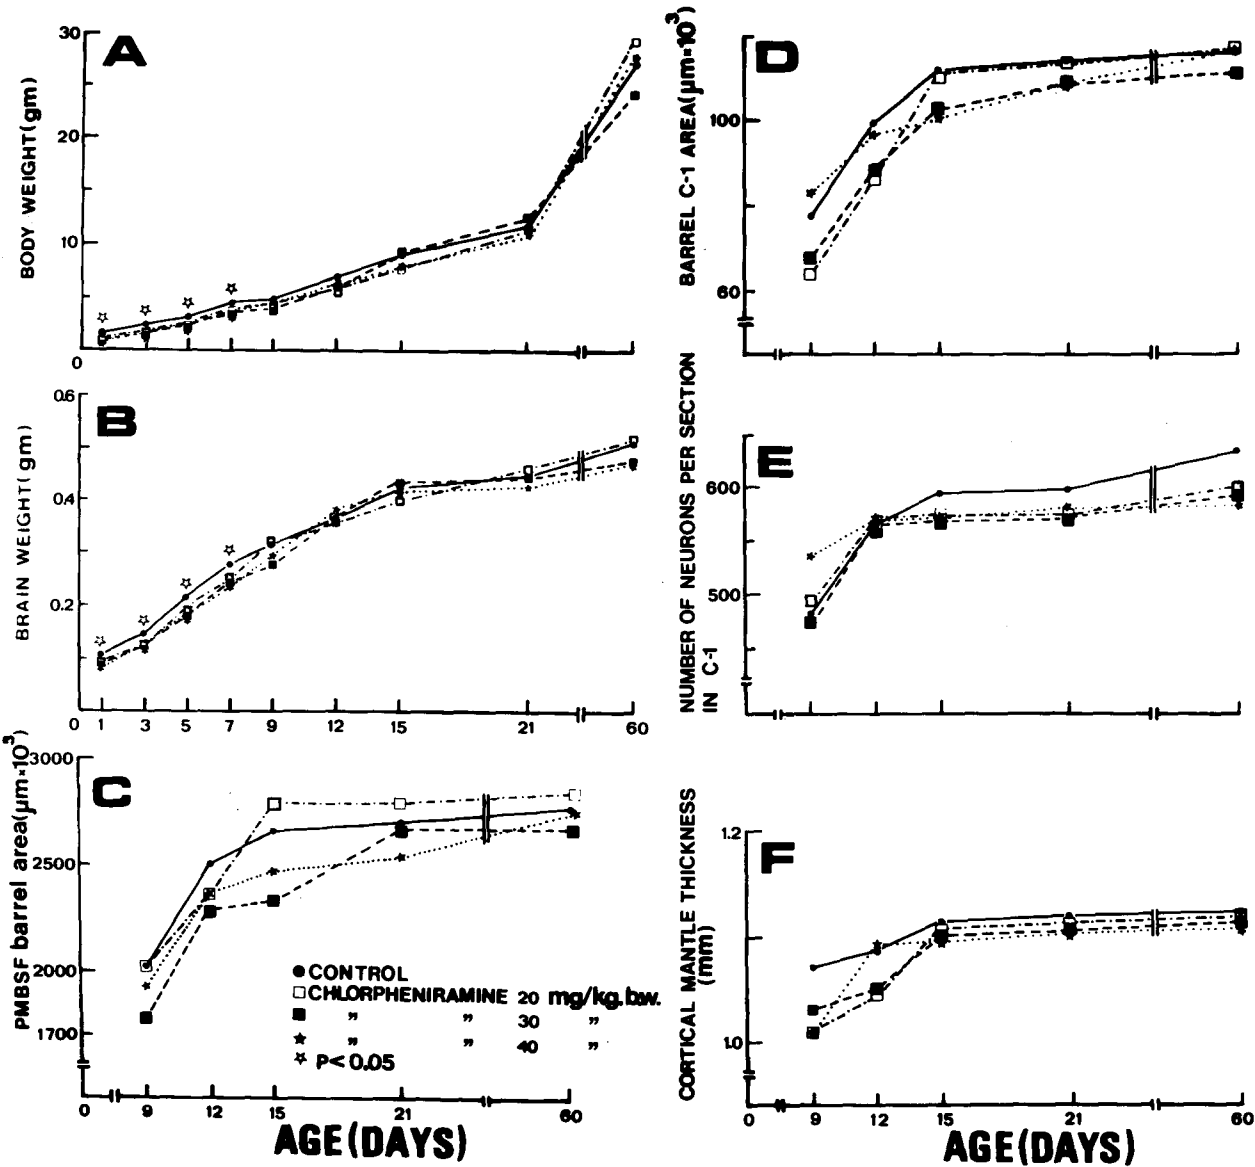 A
BODY WEIGHT(gm)
30
20
10
0
B
BRAIN WEIGHT(gm)
0.6
0.4
0.2
0 1 3 5 7 9 12 15 21 60
C
PMBSF barrel area(µm×10³)
3000
2500
2000
1700
● CONTROL
□ CHLORPHENIRAMINE 20 mg/kg.b.w.
■ " " 30 "
★ " " 40 "
☆ P< 0.05
0 9 12 15 21 60
AGE(DAYS)
D
BARREL C-1 AREA(µm×10³)
100
60
E
NUMBER OF NEURONS PER SECTION
IN C-1
600
500
F
CORTICAL MANTLE THICKNESS
(mm)
1.2
1.0
0 9 12 15 21 60
AGE(DAYS)